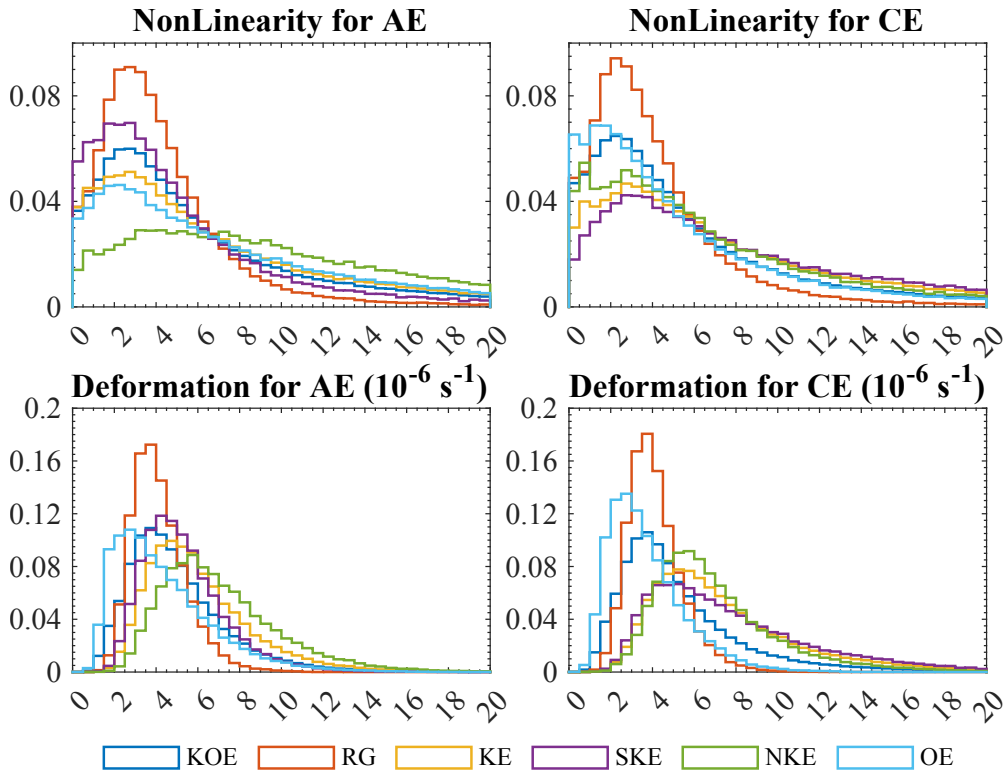 NonLinearity for AE
NonLinearity for CE
0.08
0.04
0
0 2 4 6 8 10 12 14 16 18 20
0.08
0.04
0
0 2 4 6 8 10 12 14 16 18 20
Deformation for AE (10⁻⁶ s⁻¹)
Deformation for CE (10⁻⁶ s⁻¹)
0.2
0.16
0.12
0.08
0.04
0
0 2 4 6 8 10 12 14 16 18 20
0.2
0.16
0.12
0.08
0.04
0
0 2 4 6 8 10 12 14 16 18 20
KOE RG KE SKE NKE OE